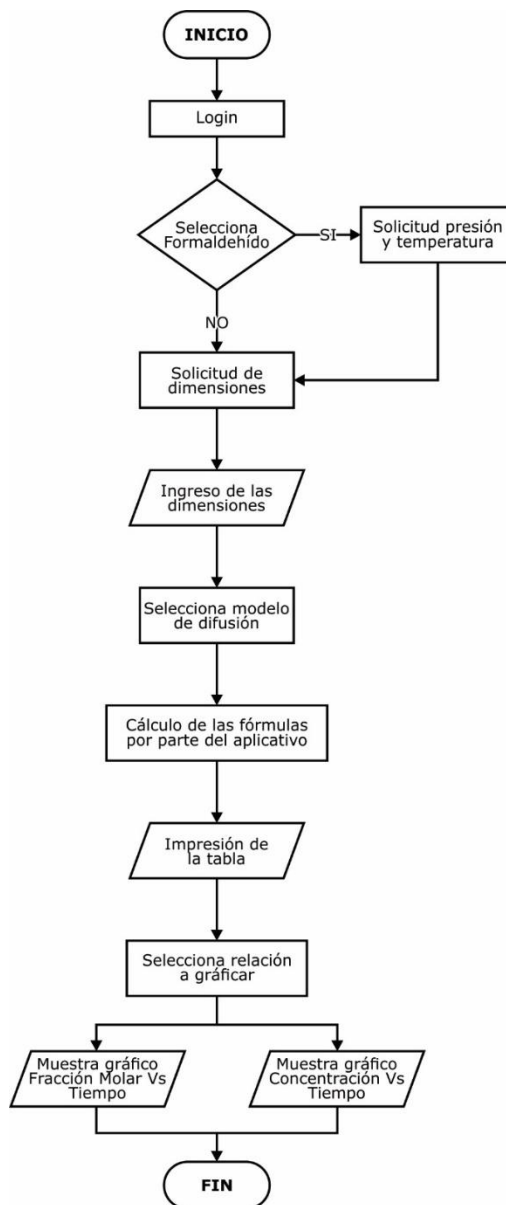 INICIO
Login
Selecciona
Formaldehído
SI
Solicitud presión
y temperatura
NO
Solicitud de
dimensiones
Ingreso de las
dimensiones
Selecciona modelo
de difusión
Cálculo de las fórmulas
por parte del aplicativo
Impresión de
la tabla
Selecciona relación
a gráficar
Muestra gráfico
Fracción Molar Vs
Tiempo
Muestra gráfico
Concentración Vs
Tiempo
FIN